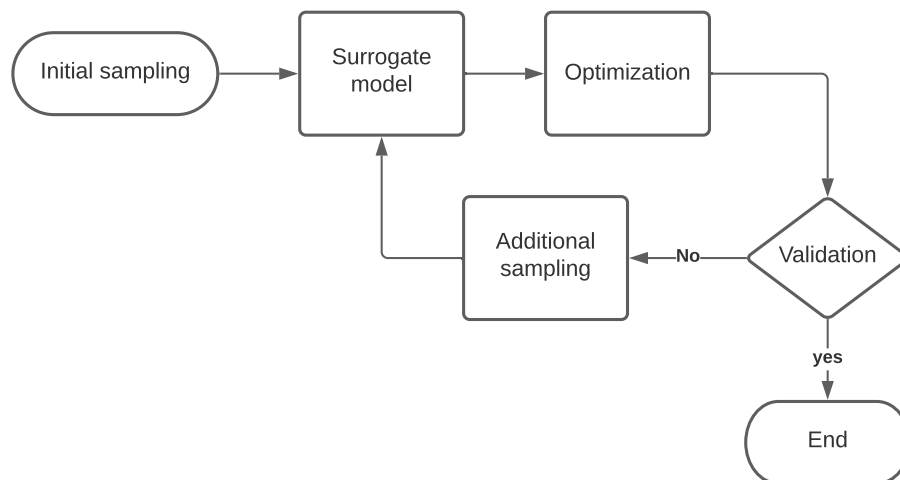 Initial sampling
Surrogate
model
Optimization
Additional
sampling
No
Validation
yes
End